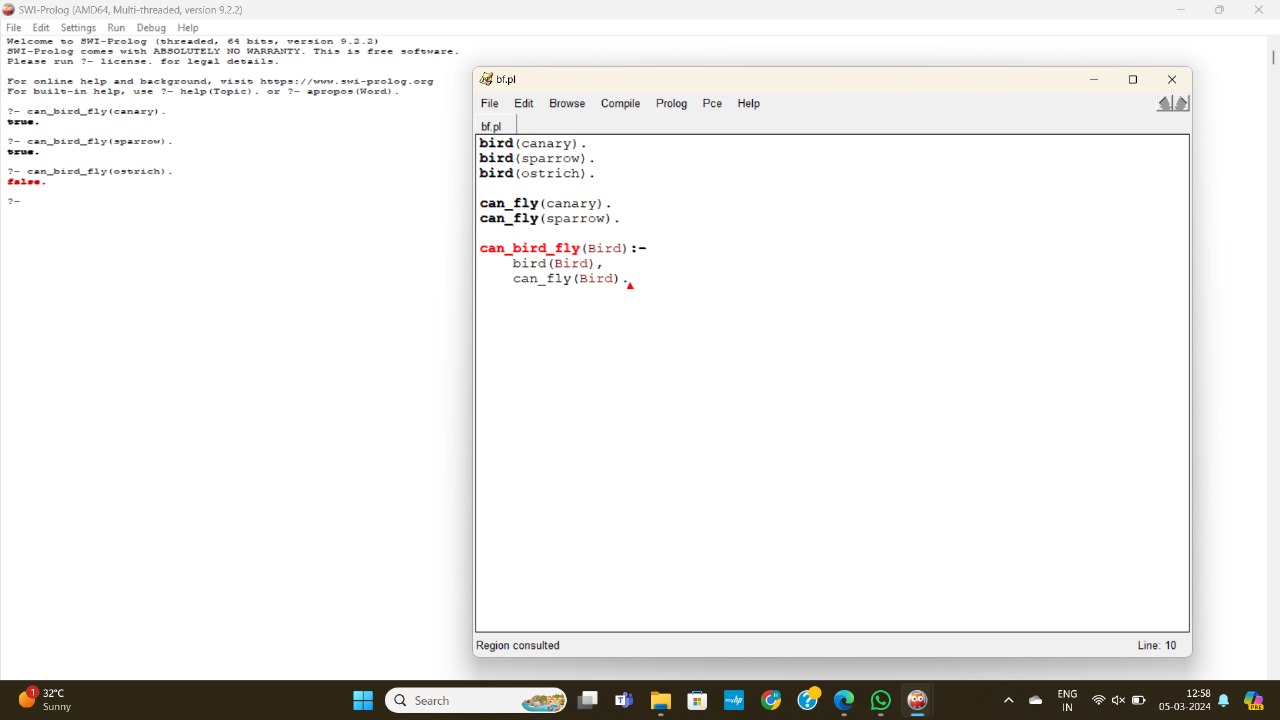 SWI-Prolog (AMD64, Multi-threaded, version 9.2.2)
File Edit Settings Run Debug Help
Welcome to SWI-Prolog (threaded, 64 bits, version 9.2.2)
SWI-Prolog comes with ABSOLUTELY NO WARRANTY. This is free software.
Please run ?- license. for legal details.
For online help and background, visit https://www.swi-prolog.org
For built-in help, use ?- help(Topic). or ?- apropos(Word).
?- can_bird_fly(canary).
true.
?- can_bird_fly(sparrow).
true.
?- can_bird_fly(ostrich).
false.
?-
bf.pl
File Edit Browse Compile Prolog Pce Help
bf.pl
bird(canary).
bird(sparrow).
bird(ostrich).
can_fly(canary).
can_fly(sparrow).
can_bird_fly(Bird):-
bird(Bird),
can_fly(Bird).
Region consulted
Line: 10
1
32°C
Sunny
Search
myhp
ENG
IN
12:58
05-03-2024
PRE